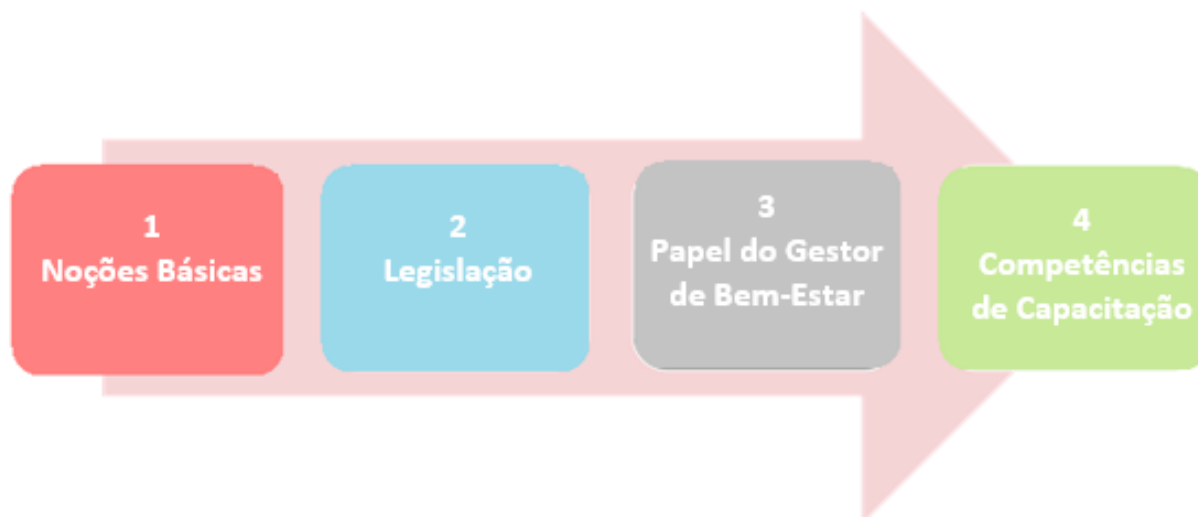 1
Noções Básicas
2
Legislação
3
Papel do Gestor
de Bem-Estar
4
Competências
de Capacitação